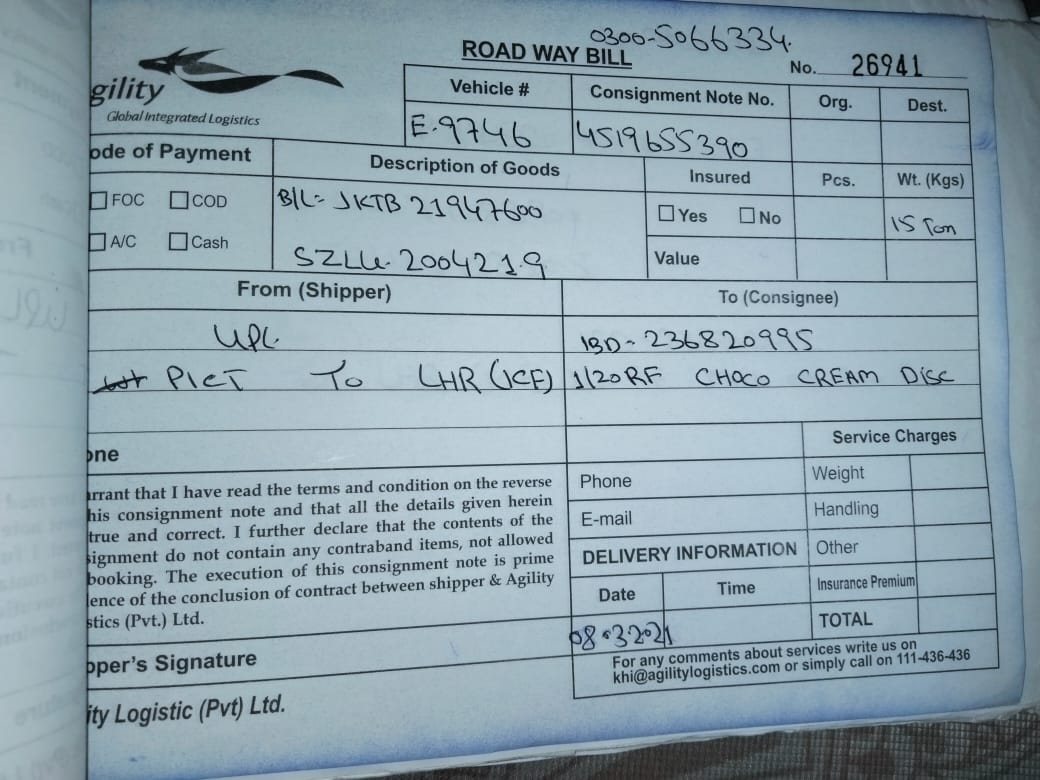 0300-5066334.
ROAD WAY BILL
No. 26941
gility
Global Integrated Logistics
Vehicle # Consignment Note No. Org. Dest.
E-9746 4519655390
ode of Payment Description of Goods Insured Pcs. Wt. (Kgs)
FOC COD B/L= JKTB 21947600 Yes No 15 Ton
A/C Cash SZLU-2004219 Value
From (Shipper) To (Consignee)
UPL IBD- 236820995
PICT To LHR (ICF) 1/20RF CHOCO CREAM DISC
one Service Charges
Phone Weight
E-mail Handling
DELIVERY INFORMATION Other
Date Time Insurance Premium
08.3.2021 TOTAL
For any comments about services write us on
khi@agilitylogistics.com or simply call on 111-436-436
arrant that I have read the terms and condition on the reverse
his consignment note and that all the details given herein
true and correct. I further declare that the contents of the
signment do not contain any contraband items, not allowed
booking. The execution of this consignment note is prime
lence of the conclusion of contract between shipper & Agility
stics (Pvt.) Ltd.
pper's Signature
ity Logistic (Pvt) Ltd.